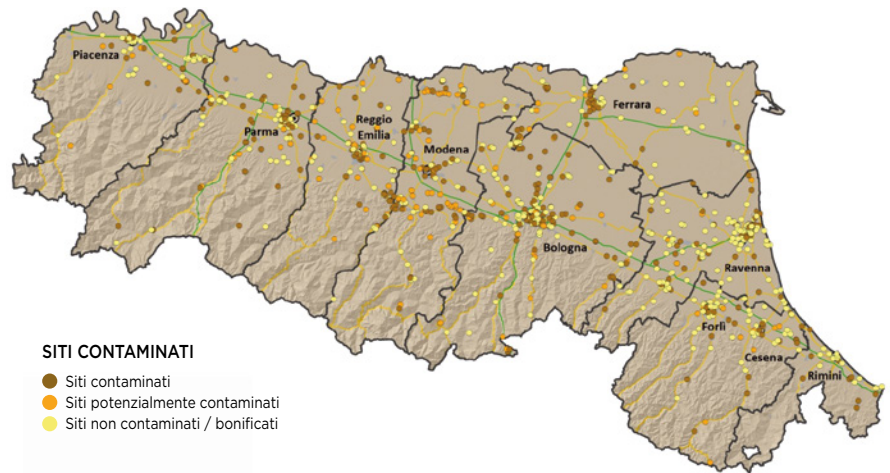 Piacenza
Parma
Reggio
Emilia
Modena
Ferrara
Bologna
Ravenna
Forlì
Cesena
Rimini
SITI CONTAMINATI
Siti contaminati
Siti potenzialmente contaminati
Siti non contaminati / bonificati